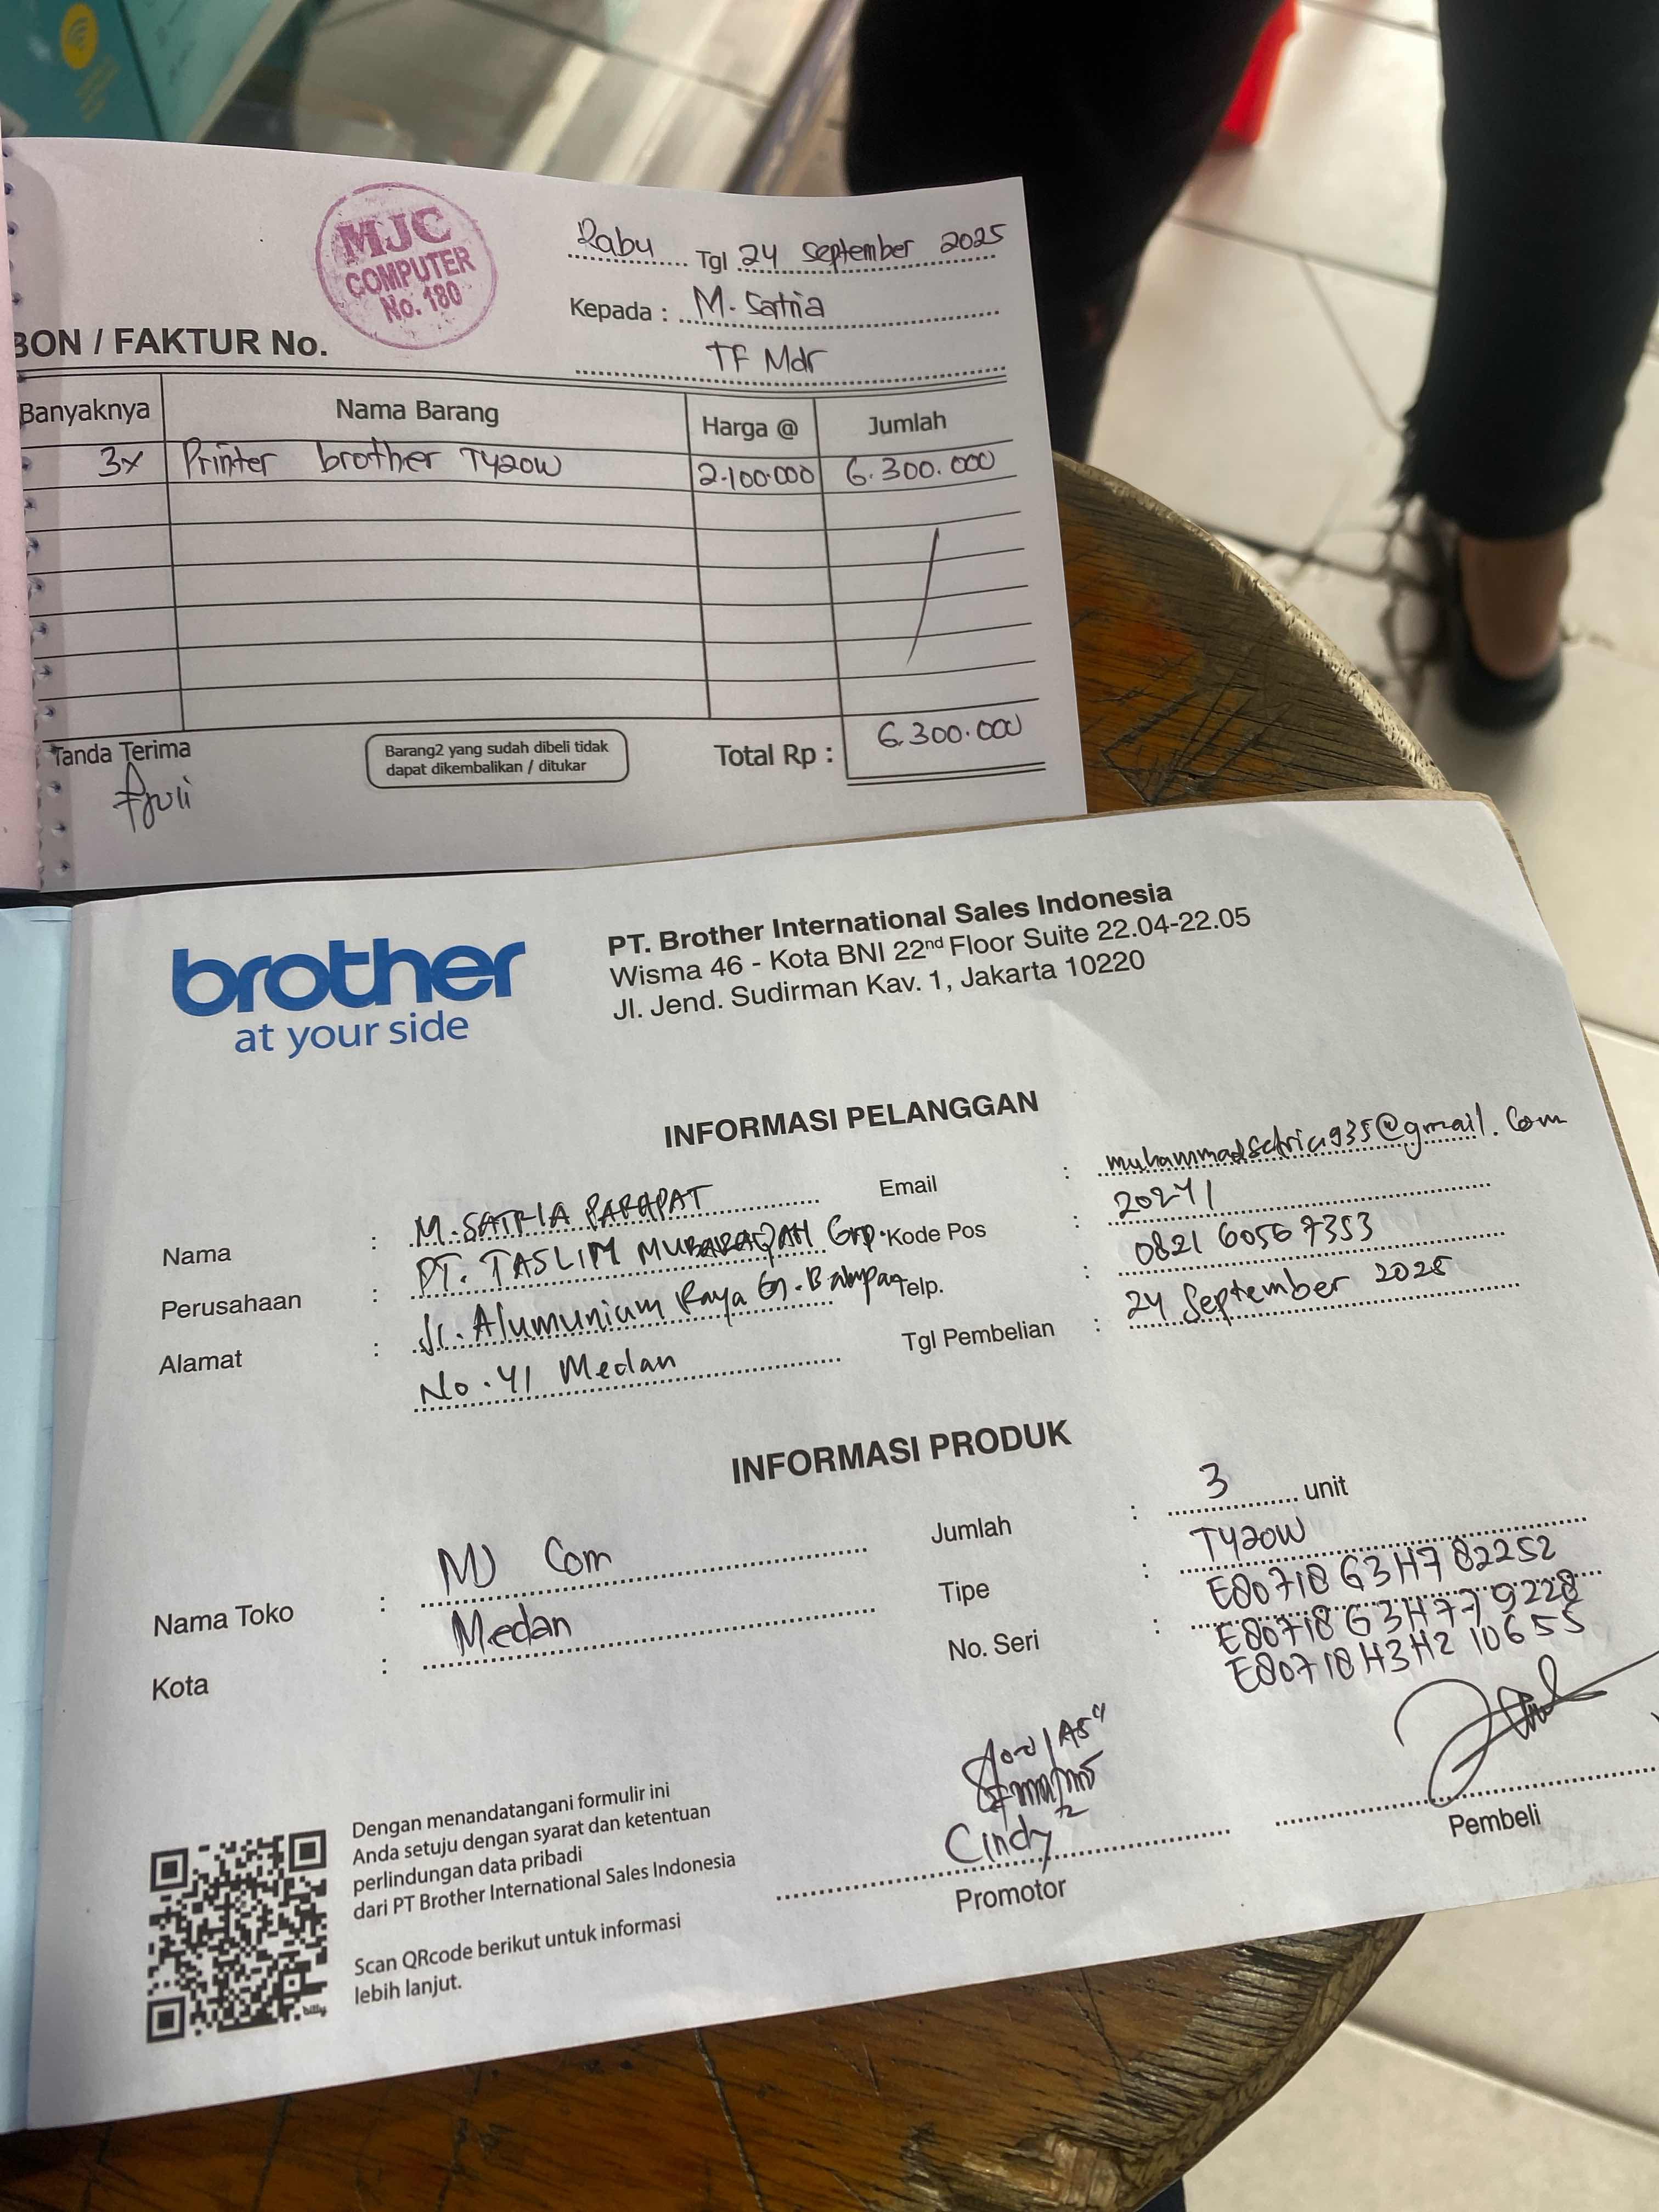 MJC
COMPUTER
No. 180
Rabu Tgl 24 September 2025
Kepada : M. Satria
TF Mdr
BON / FAKTUR No.
Banyaknya Nama Barang Harga @ Jumlah
3x Printer brother T420W 2.100.000 6.300.000
Tanda Terima
Barang2 yang sudah dibeli tidak
dapat dikembalikan / ditukar
Total Rp : 6.300.000
brother
at your side
PT. Brother International Sales Indonesia
Wisma 46 - Kota BNI 22nd Floor Suite 22.04-22.05
Jl. Jend. Sudirman Kav. 1, Jakarta 10220
INFORMASI PELANGGAN
Nama : M. SATRIA PARAPAT
Perusahaan : PT. TASLIM MUBARAQAH Grp.
Alamat : Jl. Alumunium Raya Gg.
No. 41 Medan
Email : muhammadsatria935@gmail.com
Kode Pos : 20241
Telp. : 0821 6056 7353
Tgl Pembelian : 24 September 2025
INFORMASI PRODUK
Nama Toko : MJ Com
Kota : Medan
Jumlah : 3 unit
Tipe : T420W
No. Seri : E80718G3H782252
E80718G3H779228
E80718H3H210655
Dengan menandatangani formulir ini
Anda setuju dengan syarat dan ketentuan
perlindungan data pribadi
dari PT Brother International Sales Indonesia
Scan QRcode berikut untuk informasi
lebih lanjut.
bitly
Cindy
Promotor
Pembeli